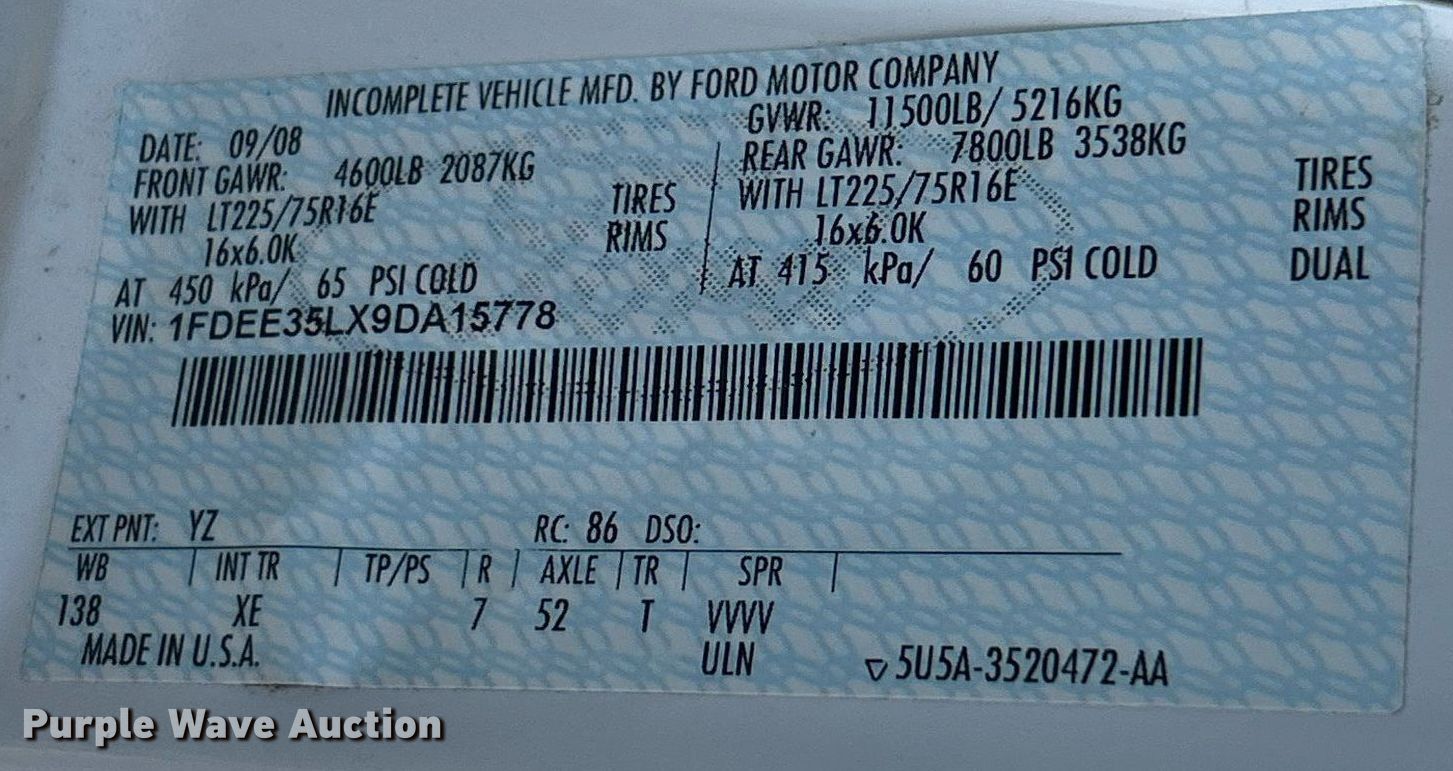 INCOMPLETE VEHICLE MFD. BY FORD MOTOR COMPANY
DATE: 09/08 GVWR: 11500LB/ 5216KG
FRONT GAWR: 4600LB 2087KG REAR GAWR: 7800LB 3538KG
WITH LT225/75R16E TIRES WITH LT225/75R16E TIRES
16x6.0K RIMS 16x6.0K RIMS
AT 450 kPa/ 65 PSI COLD AT 415 kPa/ 60 PSI COLD DUAL
VIN: 1FDEE35LX9DA15778
EXT PNT: YZ RC: 86 DSO:
WB INT TR TP/PS R AXLE TR SPR
138 XE 7 52 T VVVV
MADE IN U.S.A. ULN ▽5U5A-3520472-AA
Purple Wave Auction